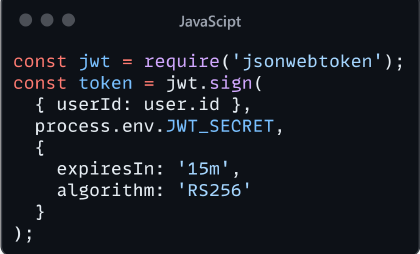 JavaScipt
const jwt = require('jsonwebtoken');
const token = jwt.sign(
  { userId: user.id },
  process.env.JWT_SECRET,
  {
    expiresIn: '15m',
    algorithm: 'RS256'
  }
);